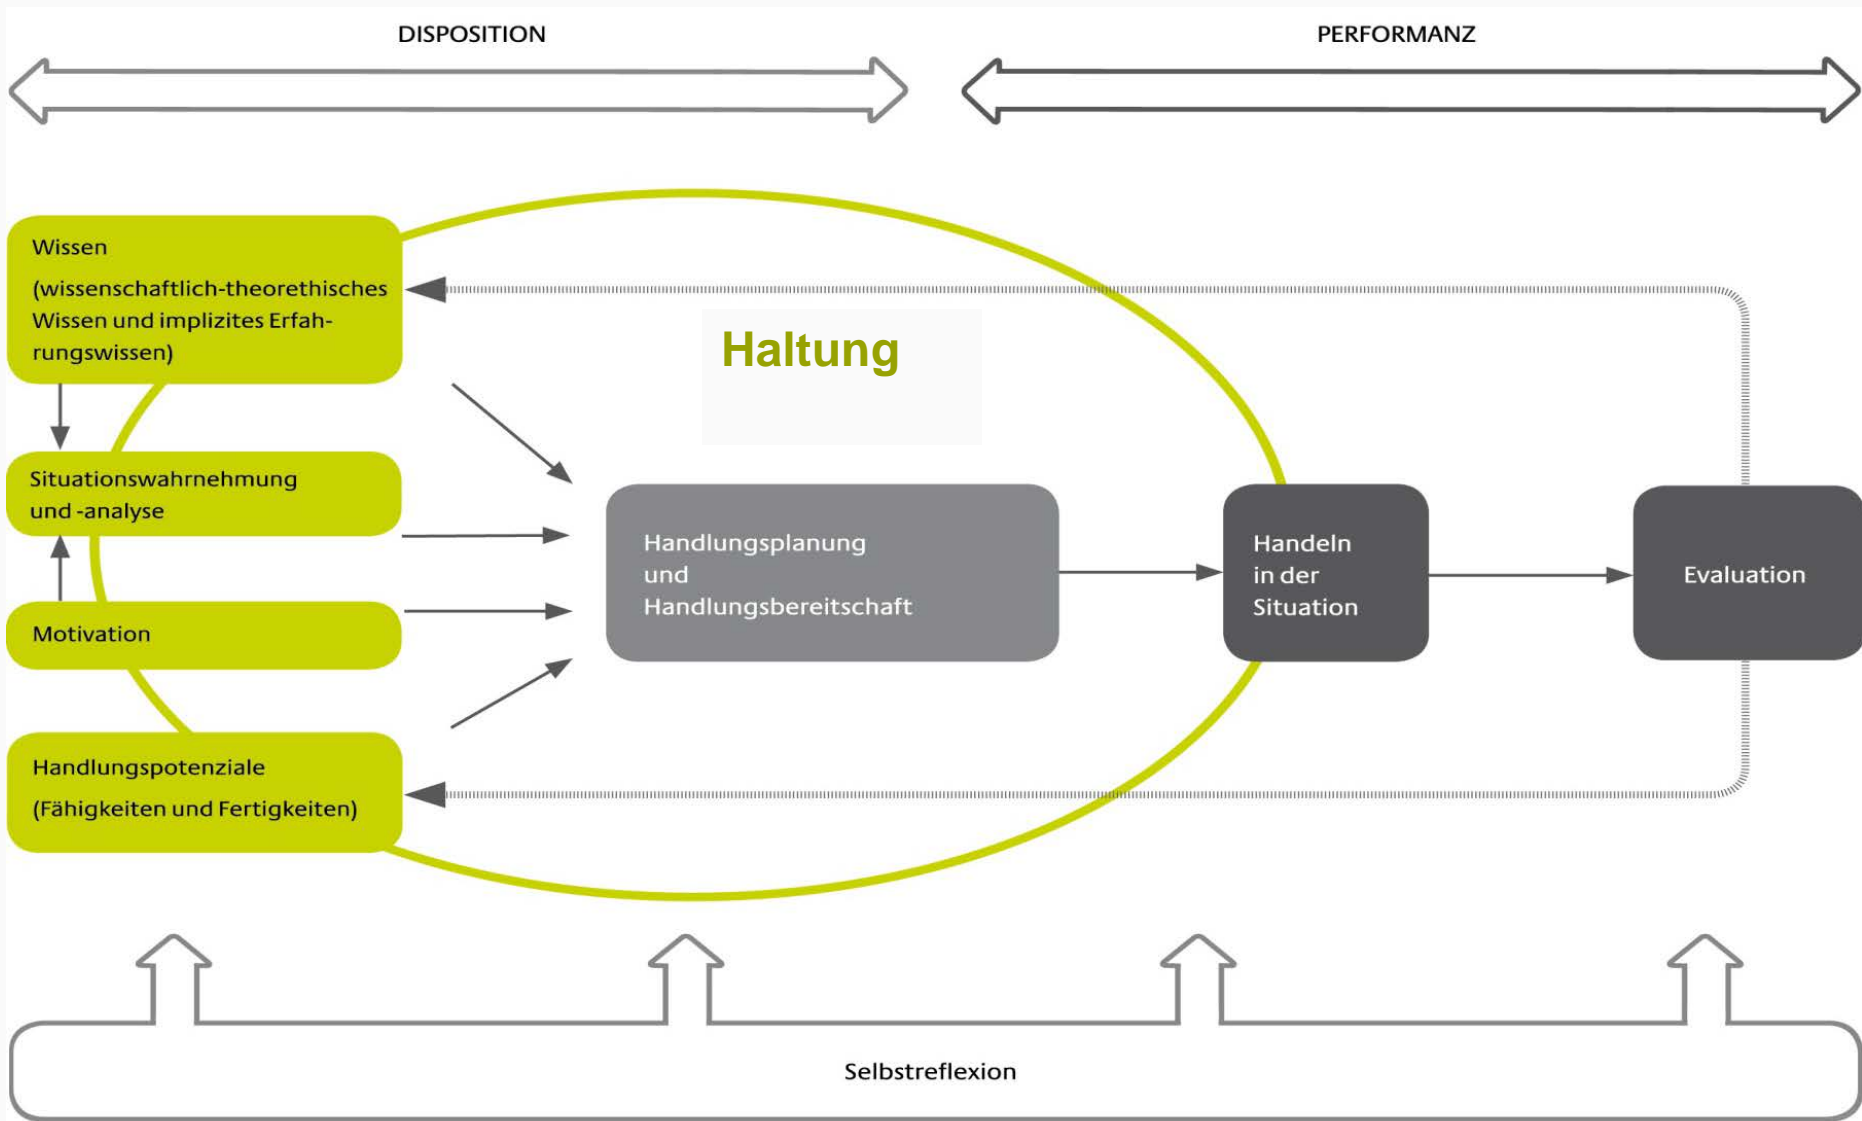 DISPOSITION
PERFORMANZ
Wissen
(wissenschaftlich-theorethisches
Wissen und implizites Erfah-
rungswissen)
Haltung
Situationswahrnehmung
und -analyse
Handlungsplanung
und
Handlungsbereitschaft
Handeln
in der
Situation
Evaluation
Motivation
Handlungspotenziale
(Fähigkeiten und Fertigkeiten)
Selbstreflexion